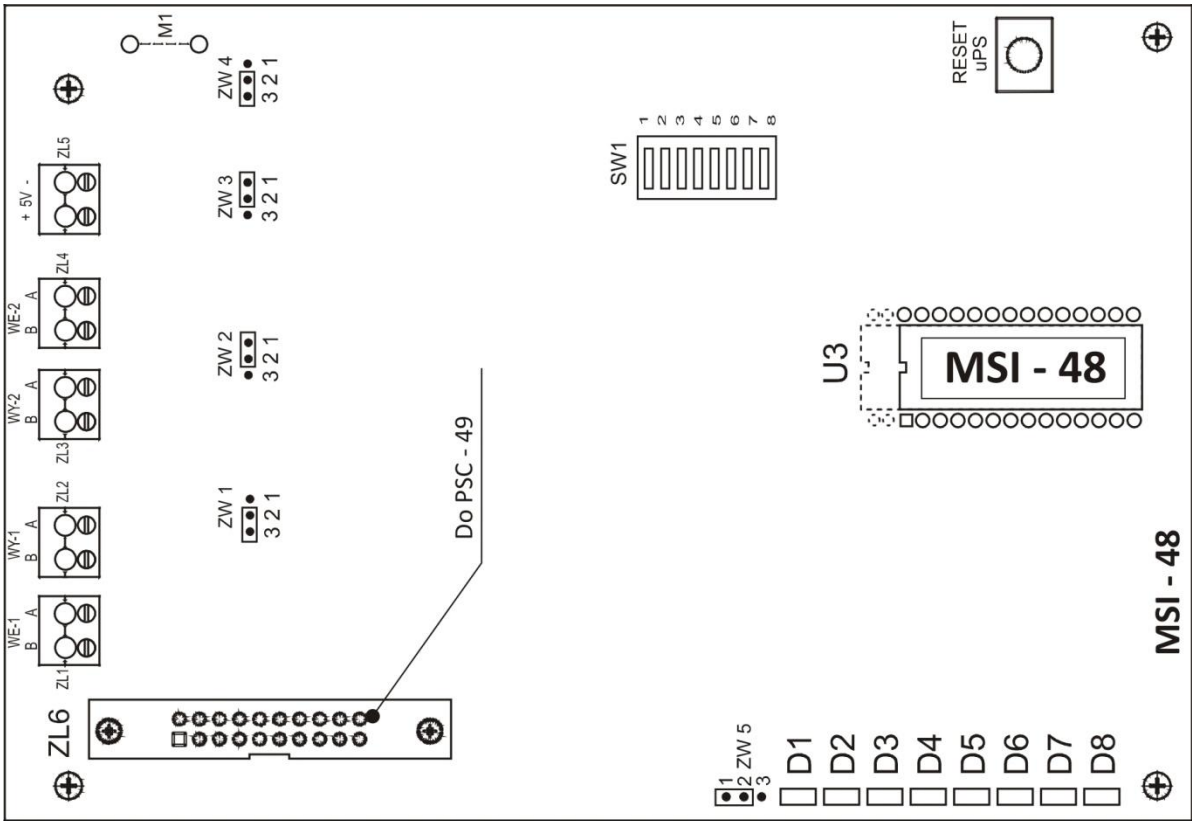 M1
ZW 4
3 2 1
ZL5
+ 5V -
ZW 3
3 2 1
ZL4
WE-2
B A
ZW 2
3 2 1
WY-2
B A
ZL3
ZL2
WY-1
B A
ZW 1
3 2 1
WE-1
B A
ZL1
ZL6
Do PSC - 49
RESET
uPS
SW1
1
2
3
4
5
6
7
8
U3
MSI - 48
MSI - 48
1
2
3
ZW 5
D1
D2
D3
D4
D5
D6
D7
D8